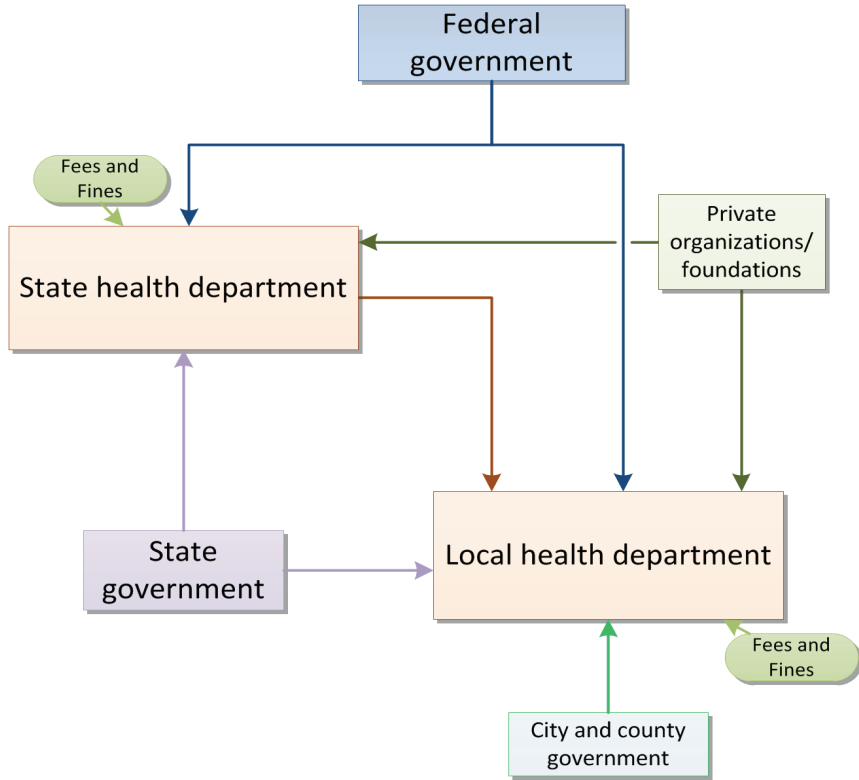 Federal
government
Fees and
Fines
Private
organizations/
foundations
State health department
State
government
Local health department
Fees and
Fines
City and county
government